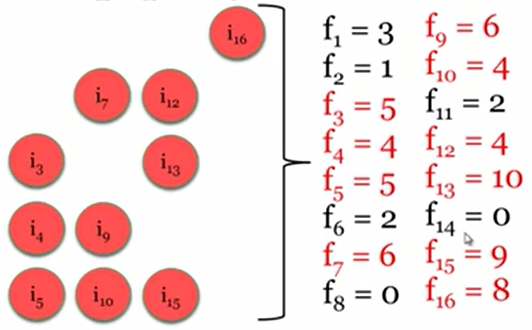 i₁₆
i₇ i₁₂
i₃ i₁₃
i₄ i₉
i₅ i₁₀ i₁₅
f₁ = 3
f₂ = 1
f₃ = 5
f₄ = 4
f₅ = 5
f₆ = 2
f₇ = 6
f₈ = 0
f₉ = 6
f₁₀ = 4
f₁₁ = 2
f₁₂ = 4
f₁₃ = 10
f₁₄ = 0
f₁₅ = 9
f₁₆ = 8